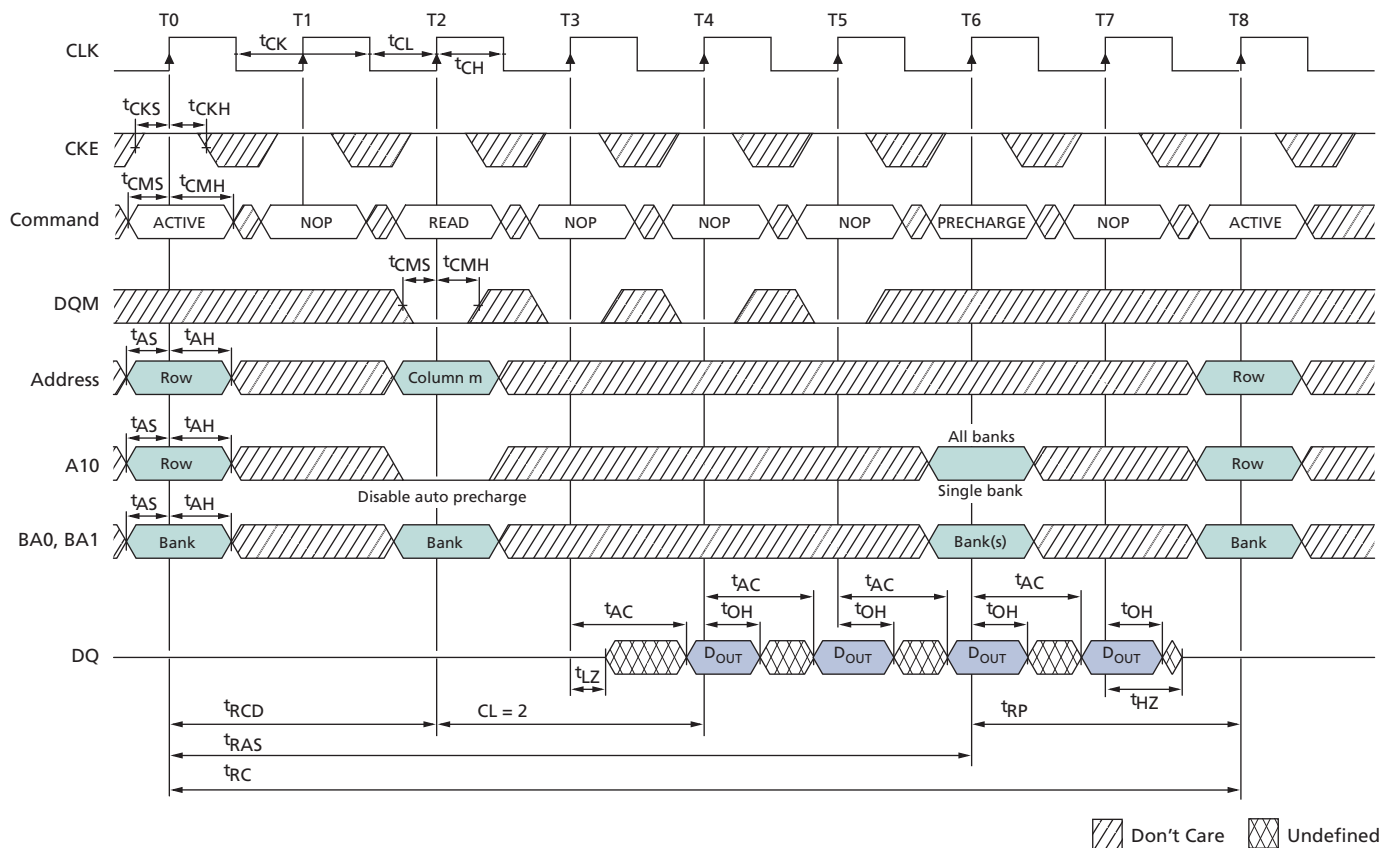 T0 T1 T2 T3 T4 T5 T6 T7 T8
CLK
tCK tCL
tCH
tCKS tCKH
CKE
tCMS tCMH
Command ACTIVE NOP READ NOP NOP NOP PRECHARGE NOP ACTIVE
tCMS tCMH
DQM
tAS tAH
Address Row Column m Row
tAS tAH
All banks
A10 Row Row
Disable auto precharge Single bank
tAS tAH
BA0, BA1 Bank Bank Bank(s) Bank
tAC tAC tAC
tAC tOH tOH tOH tOH
DQ DOUT DOUT DOUT DOUT
tLZ tHZ
tRCD CL = 2 tRP
tRAS
tRC
Don't Care Undefined